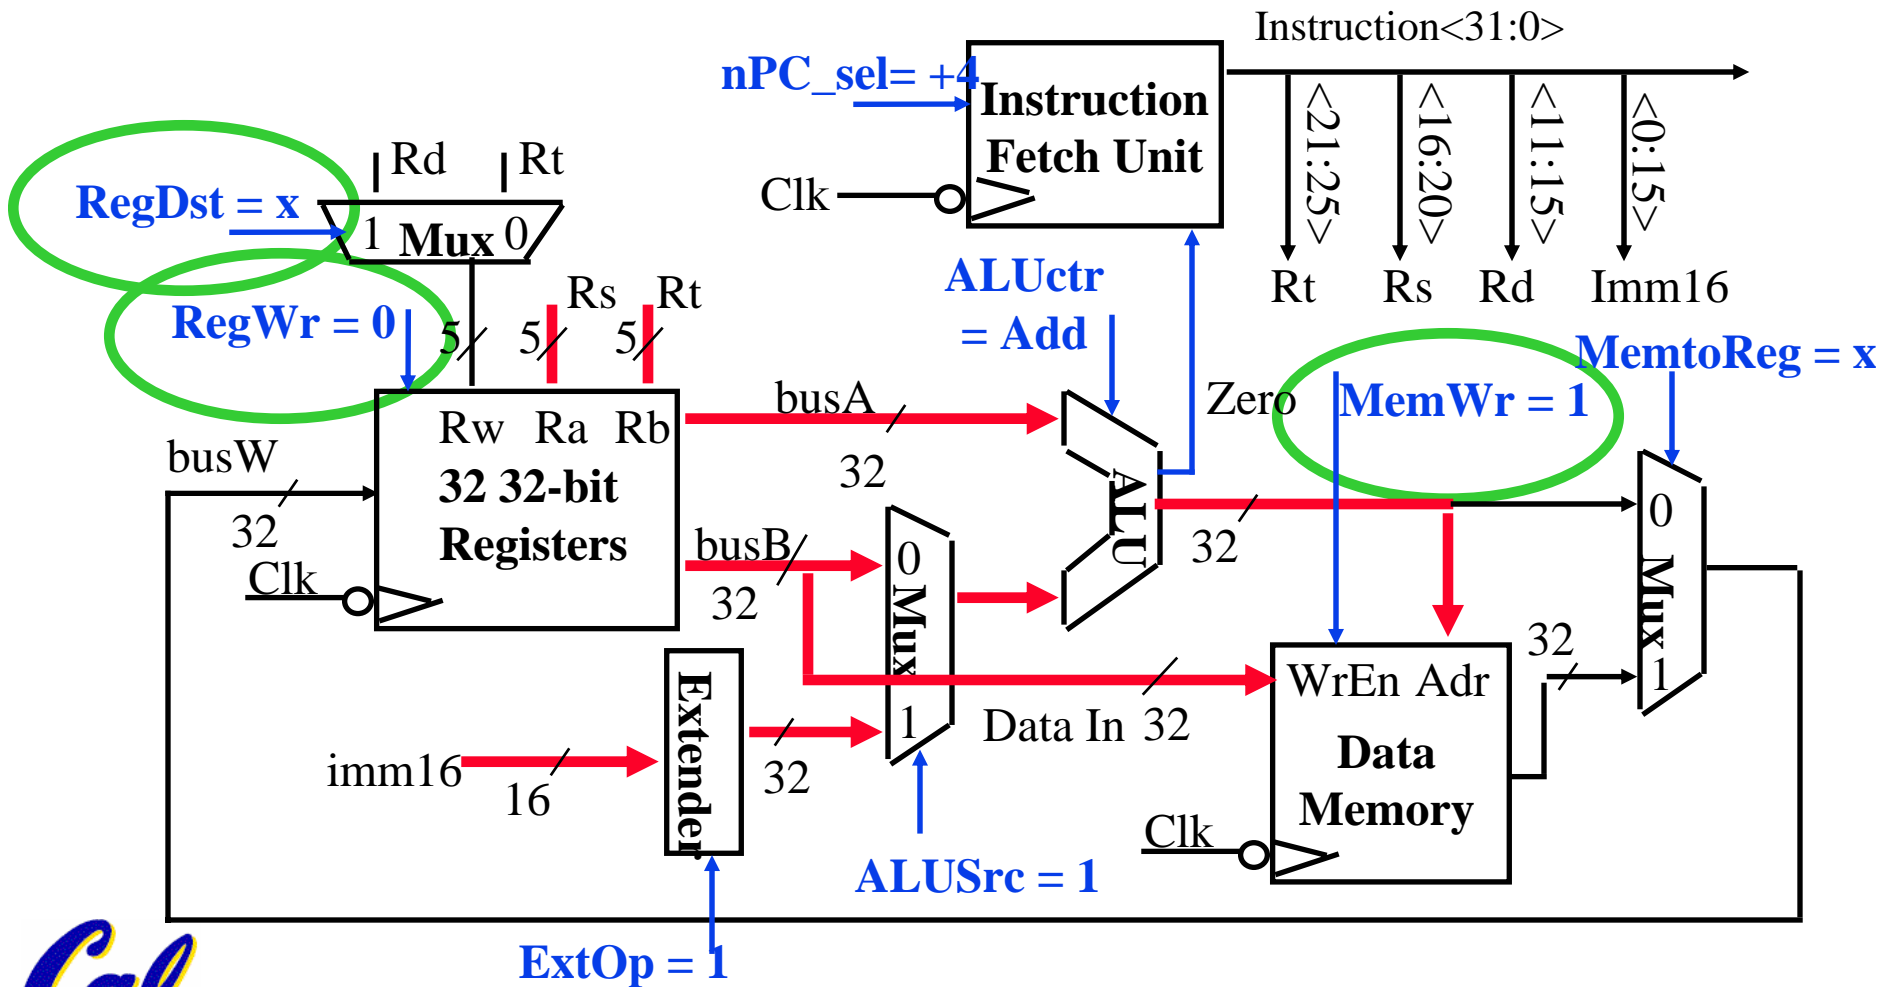 Instruction<31:0>
nPC_sel= +4
Instruction
Fetch Unit
Clk
<21:25>
<16:20>
<11:15>
<0:15>
Rt
Rs
Rd
Imm16
Rd
Rt
RegDst = x
1 Mux 0
RegWr = 0
5
5
5
Rs
Rt
ALUctr
= Add
Zero
MemWr = 1
MemtoReg = x
busW
32
Clk
Rw Ra Rb
32 32-bit
Registers
busA
32
busB
32
0
Mux
1
ALU
32
0
Mux
1
32
WrEn Adr
Data
Memory
Data In 32
Clk
imm16
16
Extender
32
ALUSrc = 1
ExtOp = 1
Cal